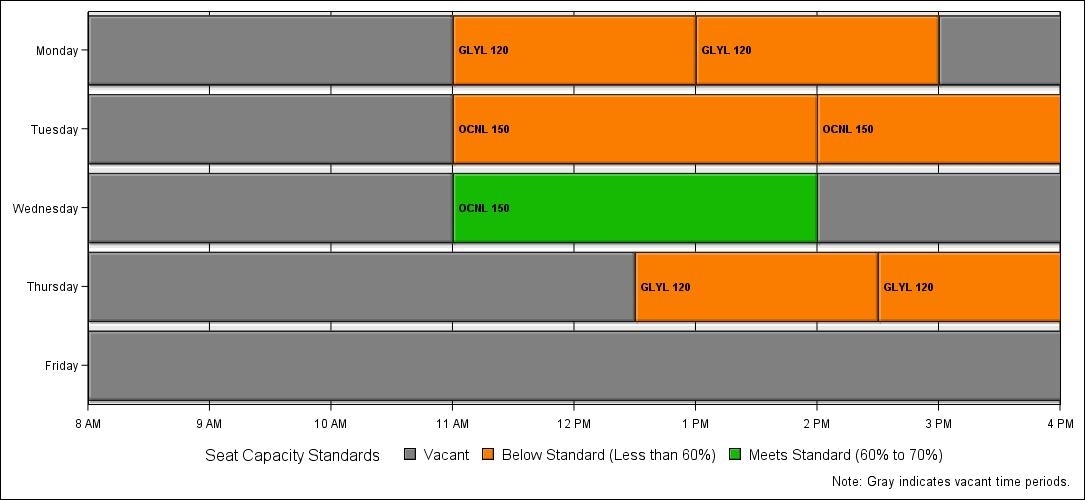 Monday GLYL 120 GLYL 120
Tuesday OCNL 150 OCNL 150
Wednesday OCNL 150
Thursday GLYL 120 GLYL 120
Friday
8 AM 9 AM 10 AM 11 AM 12 PM 1 PM 2 PM 3 PM 4 PM
Seat Capacity Standards Vacant Below Standard (Less than 60%) Meets Standard (60% to 70%)
Note: Gray indicates vacant time periods.